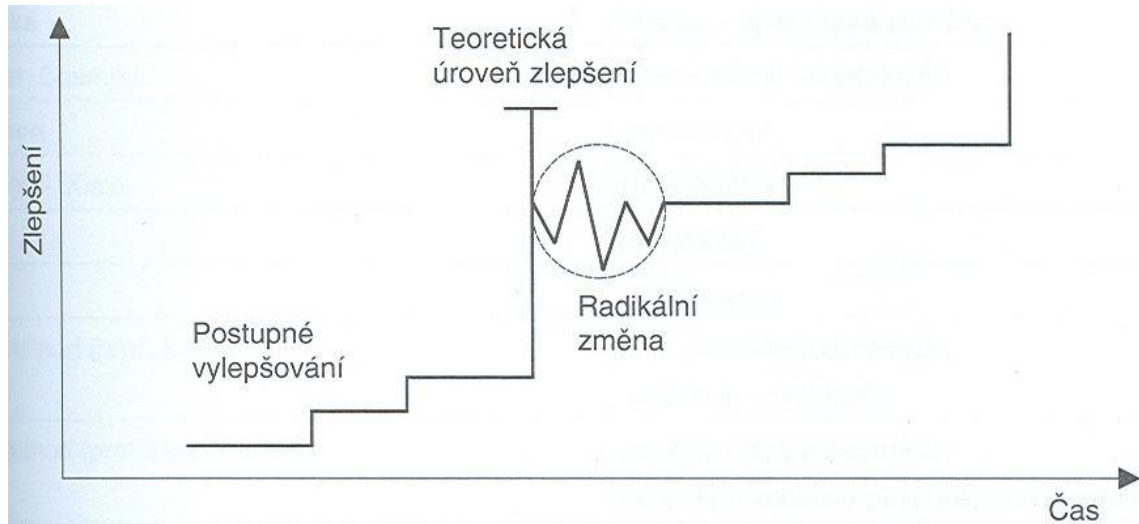 Teoretická
úroveň zlepšení
Zlepšení
Radikální
změna
Postupné
vylepšování
Čas